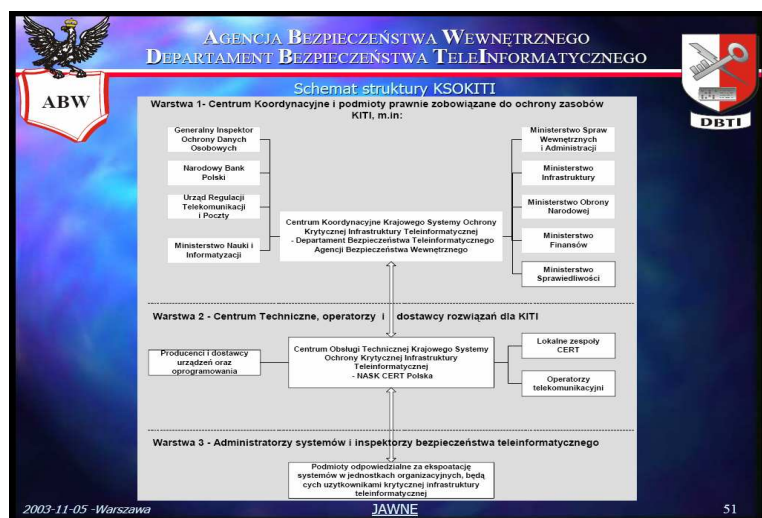 AGENCJA BEZPIECZEŃSTWA WEWNĘTRZNEGO
DEPARTAMENT BEZPIECZEŃSTWA TELEINFORMATYCZNEGO
ABW
DBTI
Schemat struktury KSOKITI
Warstwa 1- Centrum Koordynacyjne i podmioty prawnie zobowiązane do ochrony zasobów
KITI, m.in:
Generalny Inspektor
Ochrony Danych
Osobowych
Narodowy Bank
Polski
Urząd Regulacji
Telekomunikacji
i Poczty
Ministerstwo Nauki i
Informatyzacji
Centrum Koordynacyjne Krajowego Systemy Ochrony
Krytycznej Infrastruktury Teleinformatycznej
- Departament Bezpieczeństwa Teleinformatycznego
Agencji Bezpieczeństwa Wewnętrznego
Ministerstwo Spraw
Wewnętrznych
i Administracji
Ministerstwo
Infrastruktury
Ministerstwo Obrony
Narodowej
Ministerstwo
Finansów
Ministerstwo
Sprawiedliwości
Warstwa 2 - Centrum Techniczne, operatorzy i dostawcy rozwiązań dla KITI
Producenci i dostawcy
urządzeń oraz
oprogramowania
Centrum Obsługi Technicznej Krajowego Systemy
Ochrony Krytycznej Infrastruktury
Teleinformatycznej
- NASK CERT Polska
Lokalne zespoły
CERT
Operatorzy
telekomunikacyjni
Warstwa 3 - Administratorzy systemów i inspektorzy bezpieczeństwa teleinformatycznego
Podmioty odpowiedzialne za ekspoatację
systemów w jednostkach organizacyjnych, będą
cych uzytkownikami krytycznej infrastruktury
teleinformatycznej
2003-11-05 -Warszawa
JAWNE
51